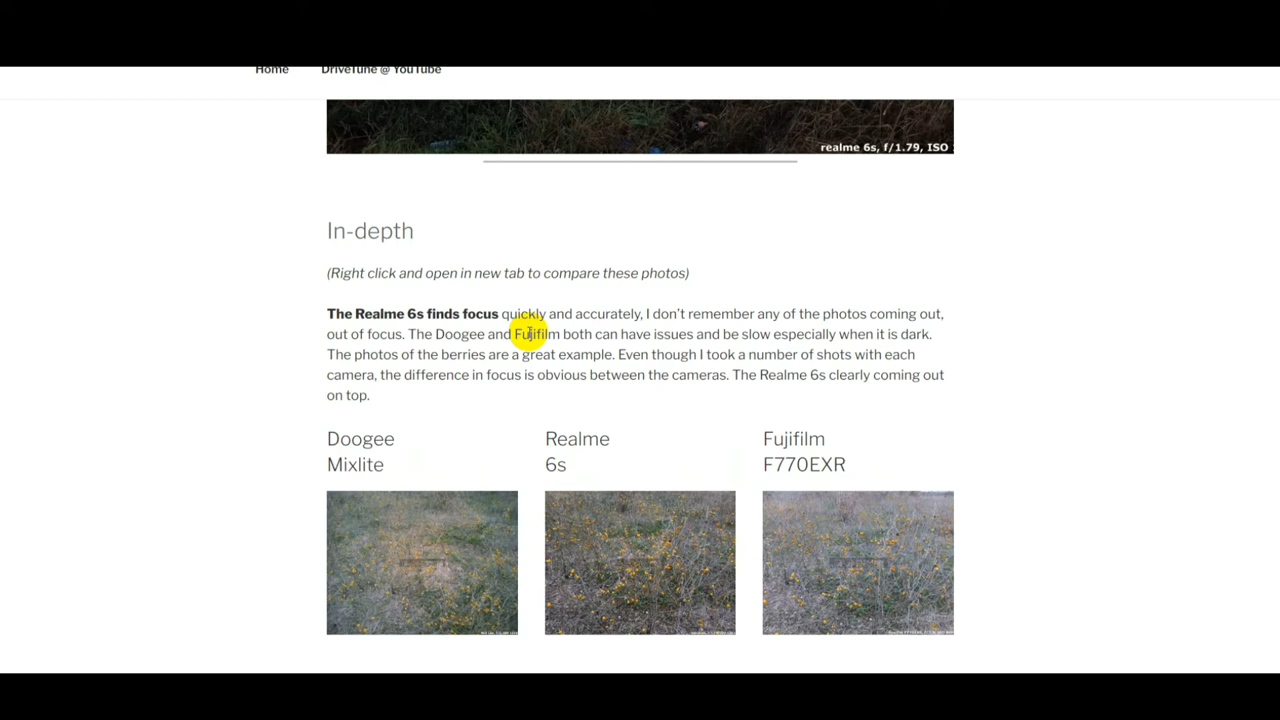 Home DriveTune @ YouTube
realme 6s, f/1.79, ISO
In-depth
(Right click and open in new tab to compare these photos)
The Realme 6s finds focus quickly and accurately, I don't remember any of the photos coming out,
out of focus. The Doogee and Fujifilm both can have issues and be slow especially when it is dark.
The photos of the berries are a great example. Even though I took a number of shots with each
camera, the difference in focus is obvious between the cameras. The Realme 6s clearly coming out
on top.
Doogee
Mixlite
Realme
6s
Fujifilm
F770EXR